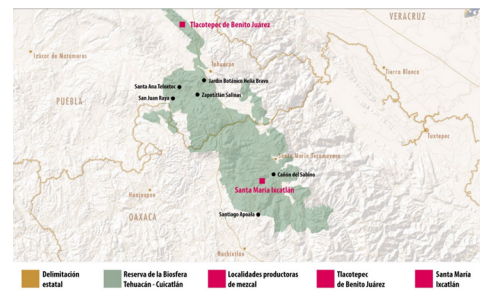 VERACRUZ
Tlacotepec de Benito Juárez
Izúcar de Matamoros
Tehuacán
Tierra Blanca
Jardín Botánico Helia Bravo
Santa Ana Teloxtoc
Zapotitlán Salinas
San Juan Raya
PUEBLA
Tuxtepec
Santa María Tecomavaca
Cañón del Sabino
Santa María Ixcatlán
Huajuapan
OAXACA
Santiago Apoala
Nochixtlán
Delimitación
estatal
Reserva de la Biosfera
Tehuacán - Cuicatlán
Localidades productoras
de mezcal
Tlacotepec
de Benito Juárez
Santa María
Ixcatlán